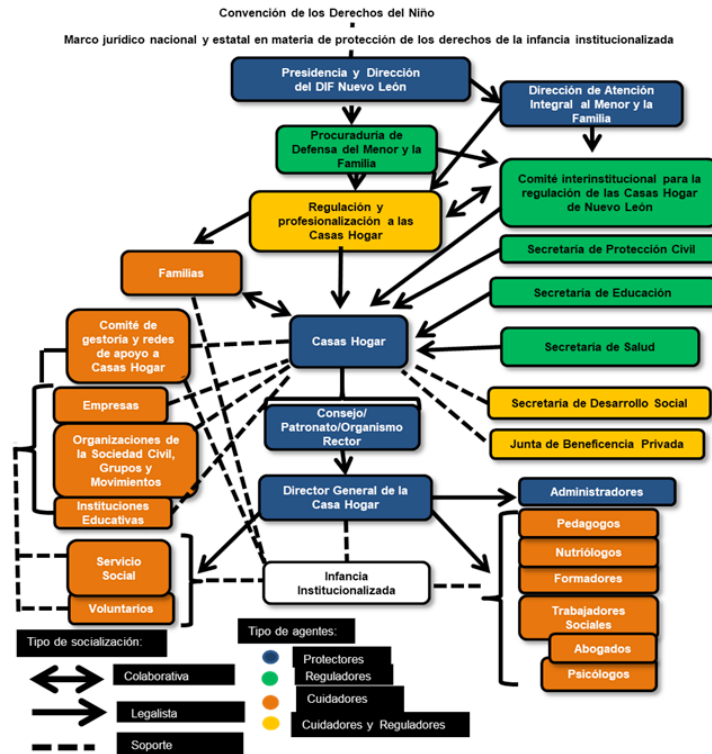 Convención de los Derechos del Niño
Marco jurídico nacional y estatal en materia de protección de los derechos de la infancia institucionalizada
Presidencia y Dirección
del DIF Nuevo León
Dirección de Atención
Integral al Menor y la
Familia
Procuraduría de
Defensa del Menor y la
Familia
Comité interinstitucional para la
regulación de las Casas Hogar
de Nuevo León
Regulación y
profesionalización a las
Casas Hogar
Secretaría de Protección Civil
Familias
Secretaría de Educación
Comité de
gestoría y redes
de apoyo a
Casas Hogar
Casas Hogar
Secretaría de Salud
Empresas
Secretaría de Desarrollo Social
Consejo/
Patronato/Organismo
Rector
Organizaciones de
la Sociedad Civil,
Grupos y
Movimientos
Junta de Beneficencia Privada
Instituciones
Educativas
Director General de la
Casa Hogar
Administradores
Pedagogos
Nutriólogos
Servicio
Social
Infancia
Institucionalizada
Formadores
Voluntarios
Trabajadores
Sociales
Abogados
Psicólogos
Tipo de socialización:
Colaborativa
Legalista
Soporte
Tipo de agentes:
Protectores
Reguladores
Cuidadores
Cuidadores y Reguladores